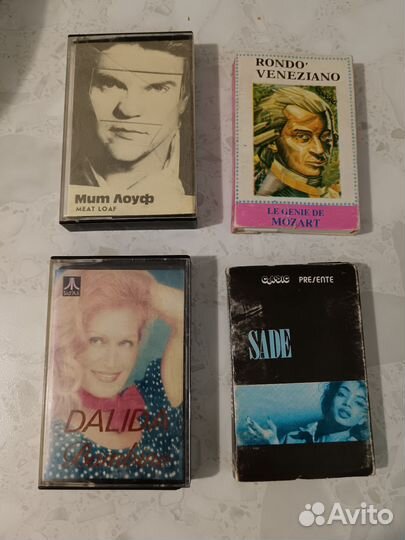 Мит Лоуф
MEAT LOAF
RONDO'
VENEZIANO
LE GENIE DE
MOZART
DALIDA
PRESENTE
SADE
Avito